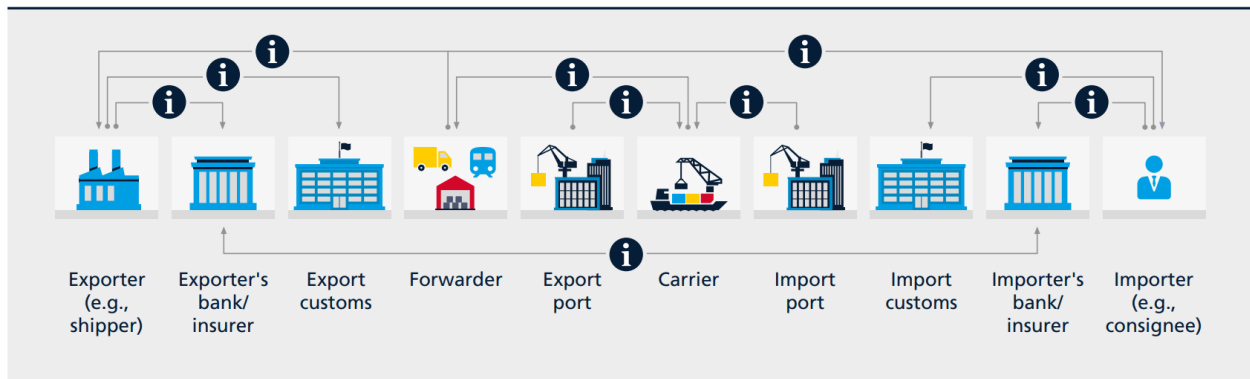 i
i
i
i
i
i
i
i
i
i
Exporter
(e.g.,
shipper)
Exporter's
bank/
insurer
Export
customs
Forwarder
Export
port
Carrier
Import
port
Import
customs
Importer's
bank/
insurer
Importer
(e.g.,
consignee)